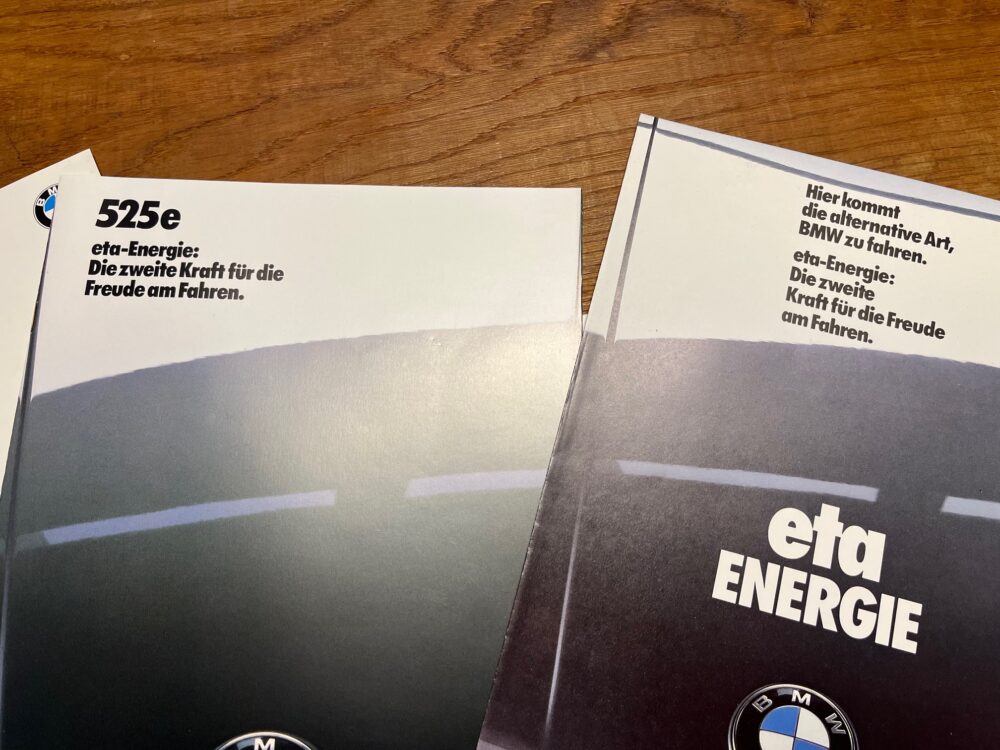 BMW
525e
eta-Energie:
Die zweite Kraft für die
Freude am Fahren.
M
Hier kommt
die alternative Art,
BMW zu fahren.
eta-Energie:
Die zweite
Kraft für die Freude
am Fahren.
eta
ENERGIE
BMW